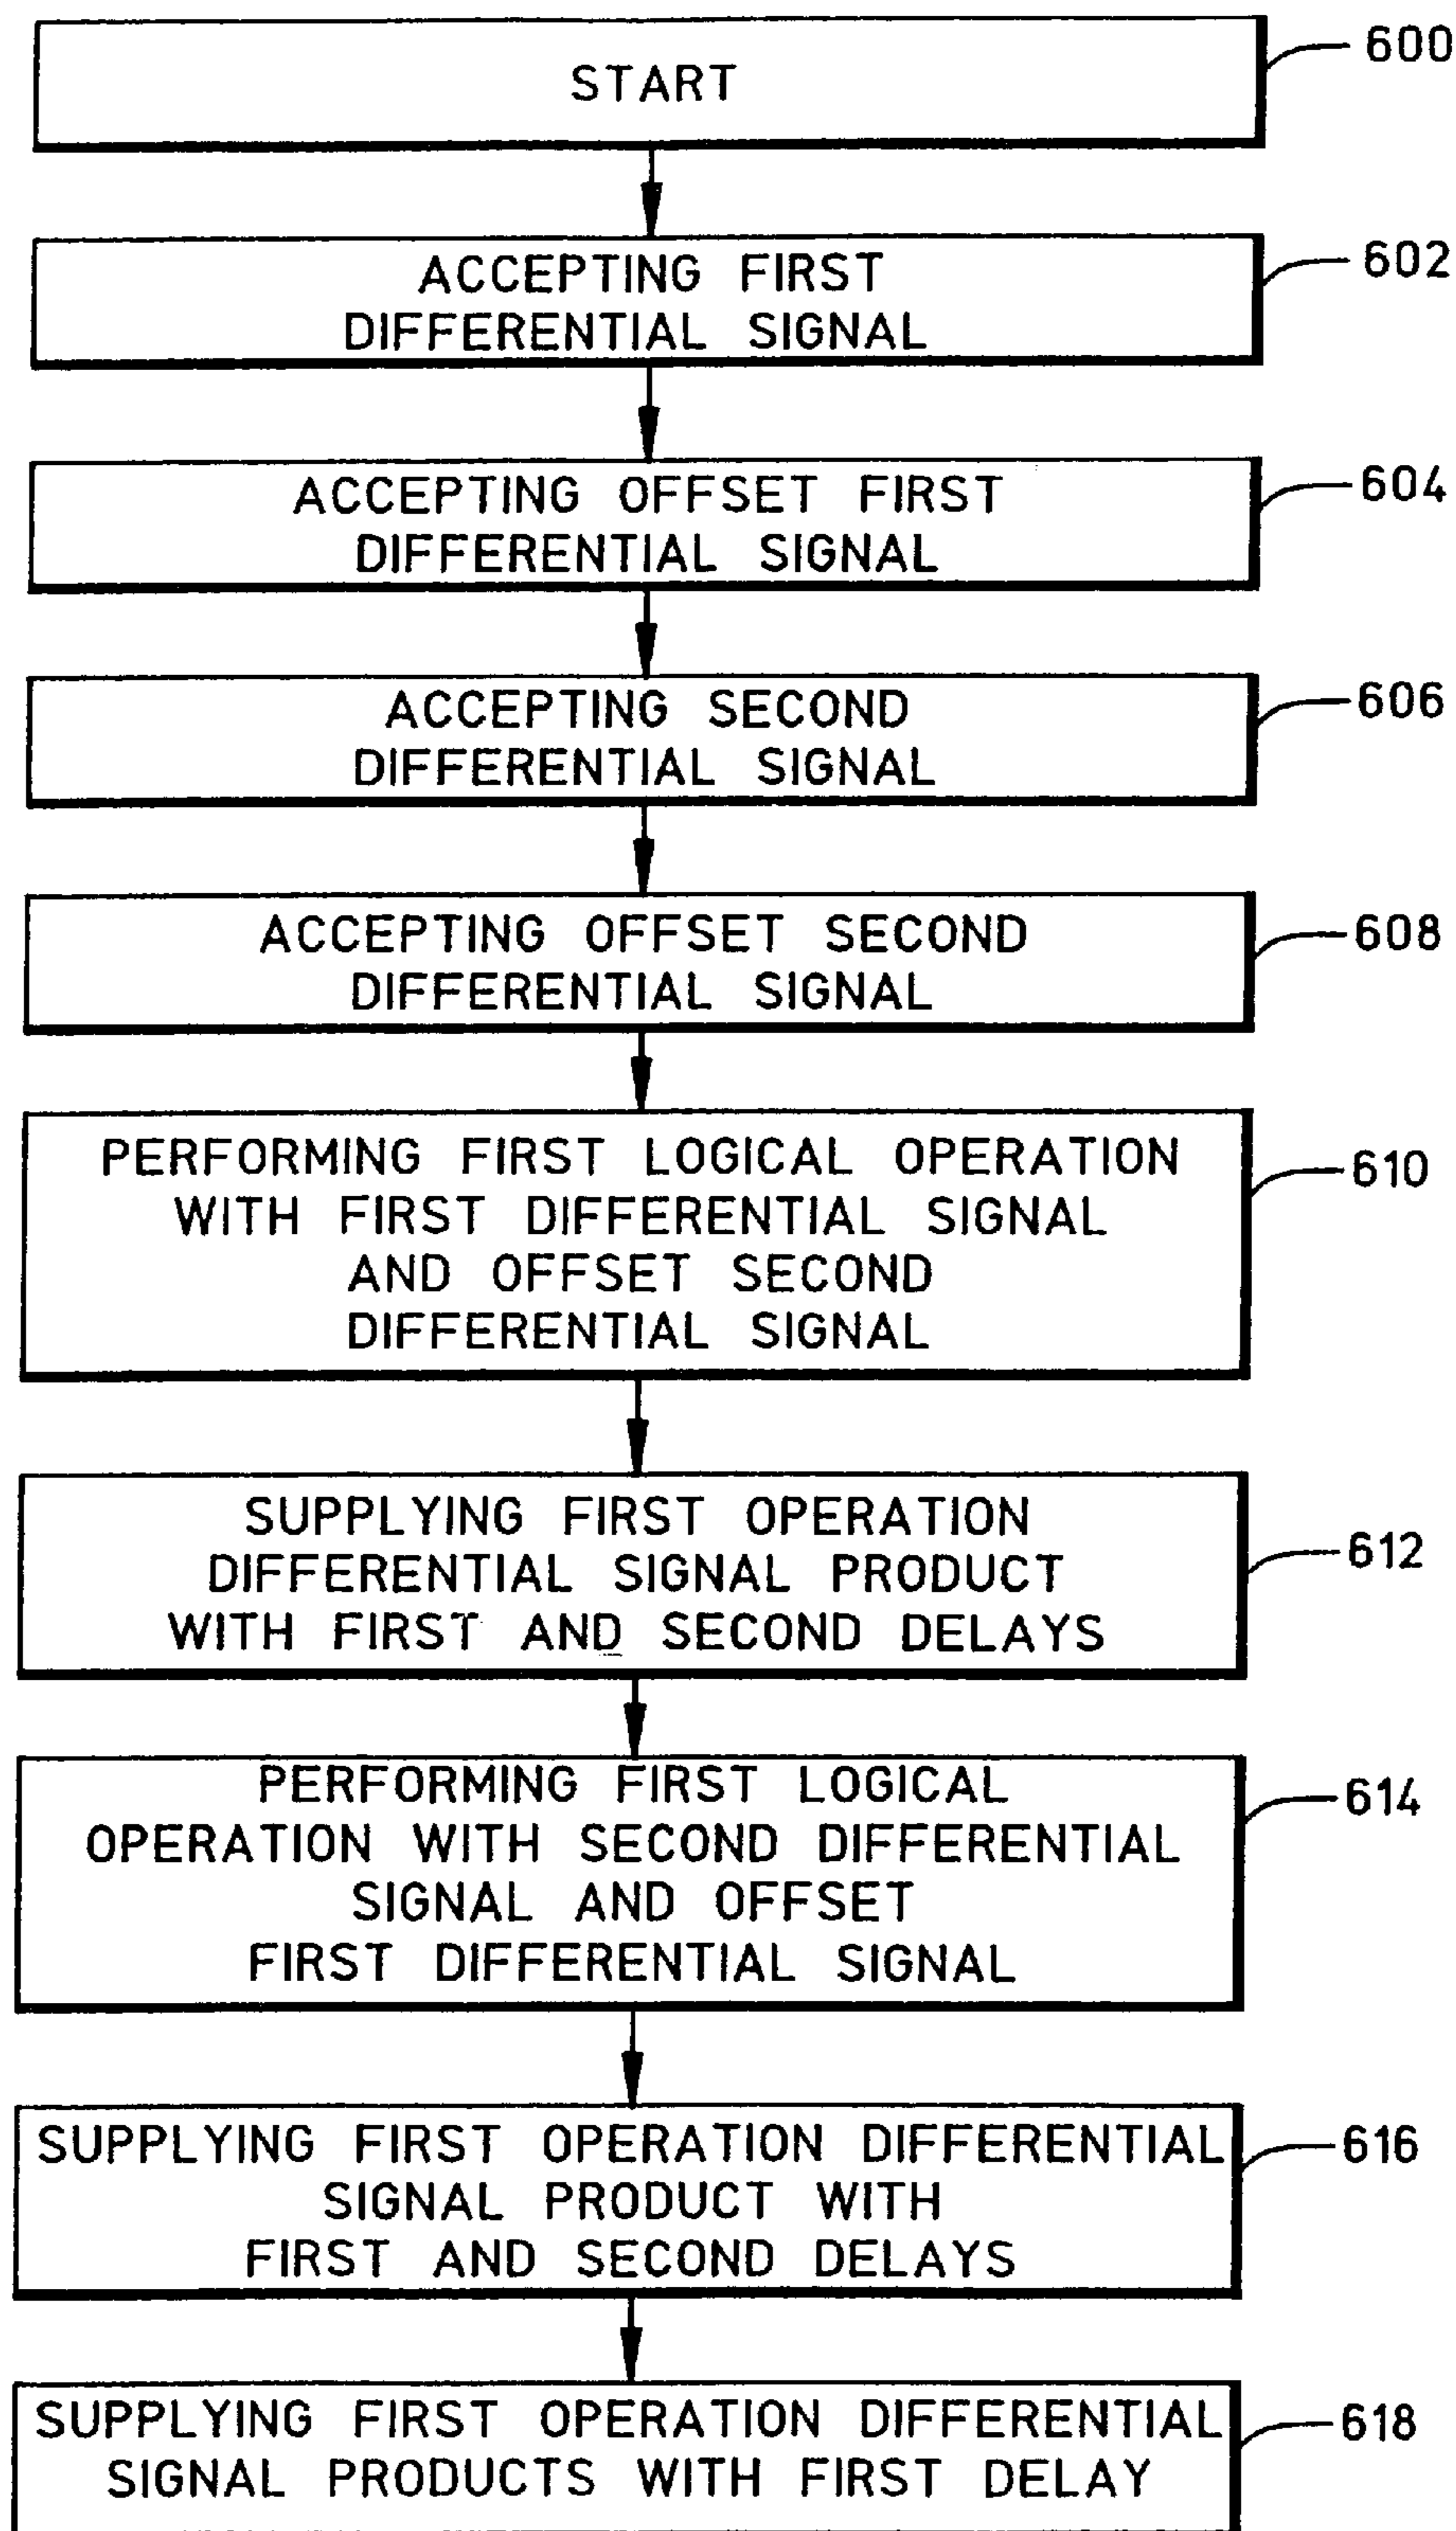 START
600
ACCEPTING FIRST
DIFFERENTIAL SIGNAL
602
ACCEPTING OFFSET FIRST
DIFFERENTIAL SIGNAL
604
ACCEPTING SECOND
DIFFERENTIAL SIGNAL
606
ACCEPTING OFFSET SECOND
DIFFERENTIAL SIGNAL
608
PERFORMING FIRST LOGICAL OPERATION
WITH FIRST DIFFERENTIAL SIGNAL
AND OFFSET SECOND
DIFFERENTIAL SIGNAL
610
SUPPLYING FIRST OPERATION
DIFFERENTIAL SIGNAL PRODUCT
WITH FIRST AND SECOND DELAYS
612
PERFORMING FIRST LOGICAL
OPERATION WITH SECOND DIFFERENTIAL
SIGNAL AND OFFSET
FIRST DIFFERENTIAL SIGNAL
614
SUPPLYING FIRST OPERATION DIFFERENTIAL
SIGNAL PRODUCT WITH
FIRST AND SECOND DELAYS
616
SUPPLYING FIRST OPERATION DIFFERENTIAL
SIGNAL PRODUCTS WITH FIRST DELAY
618